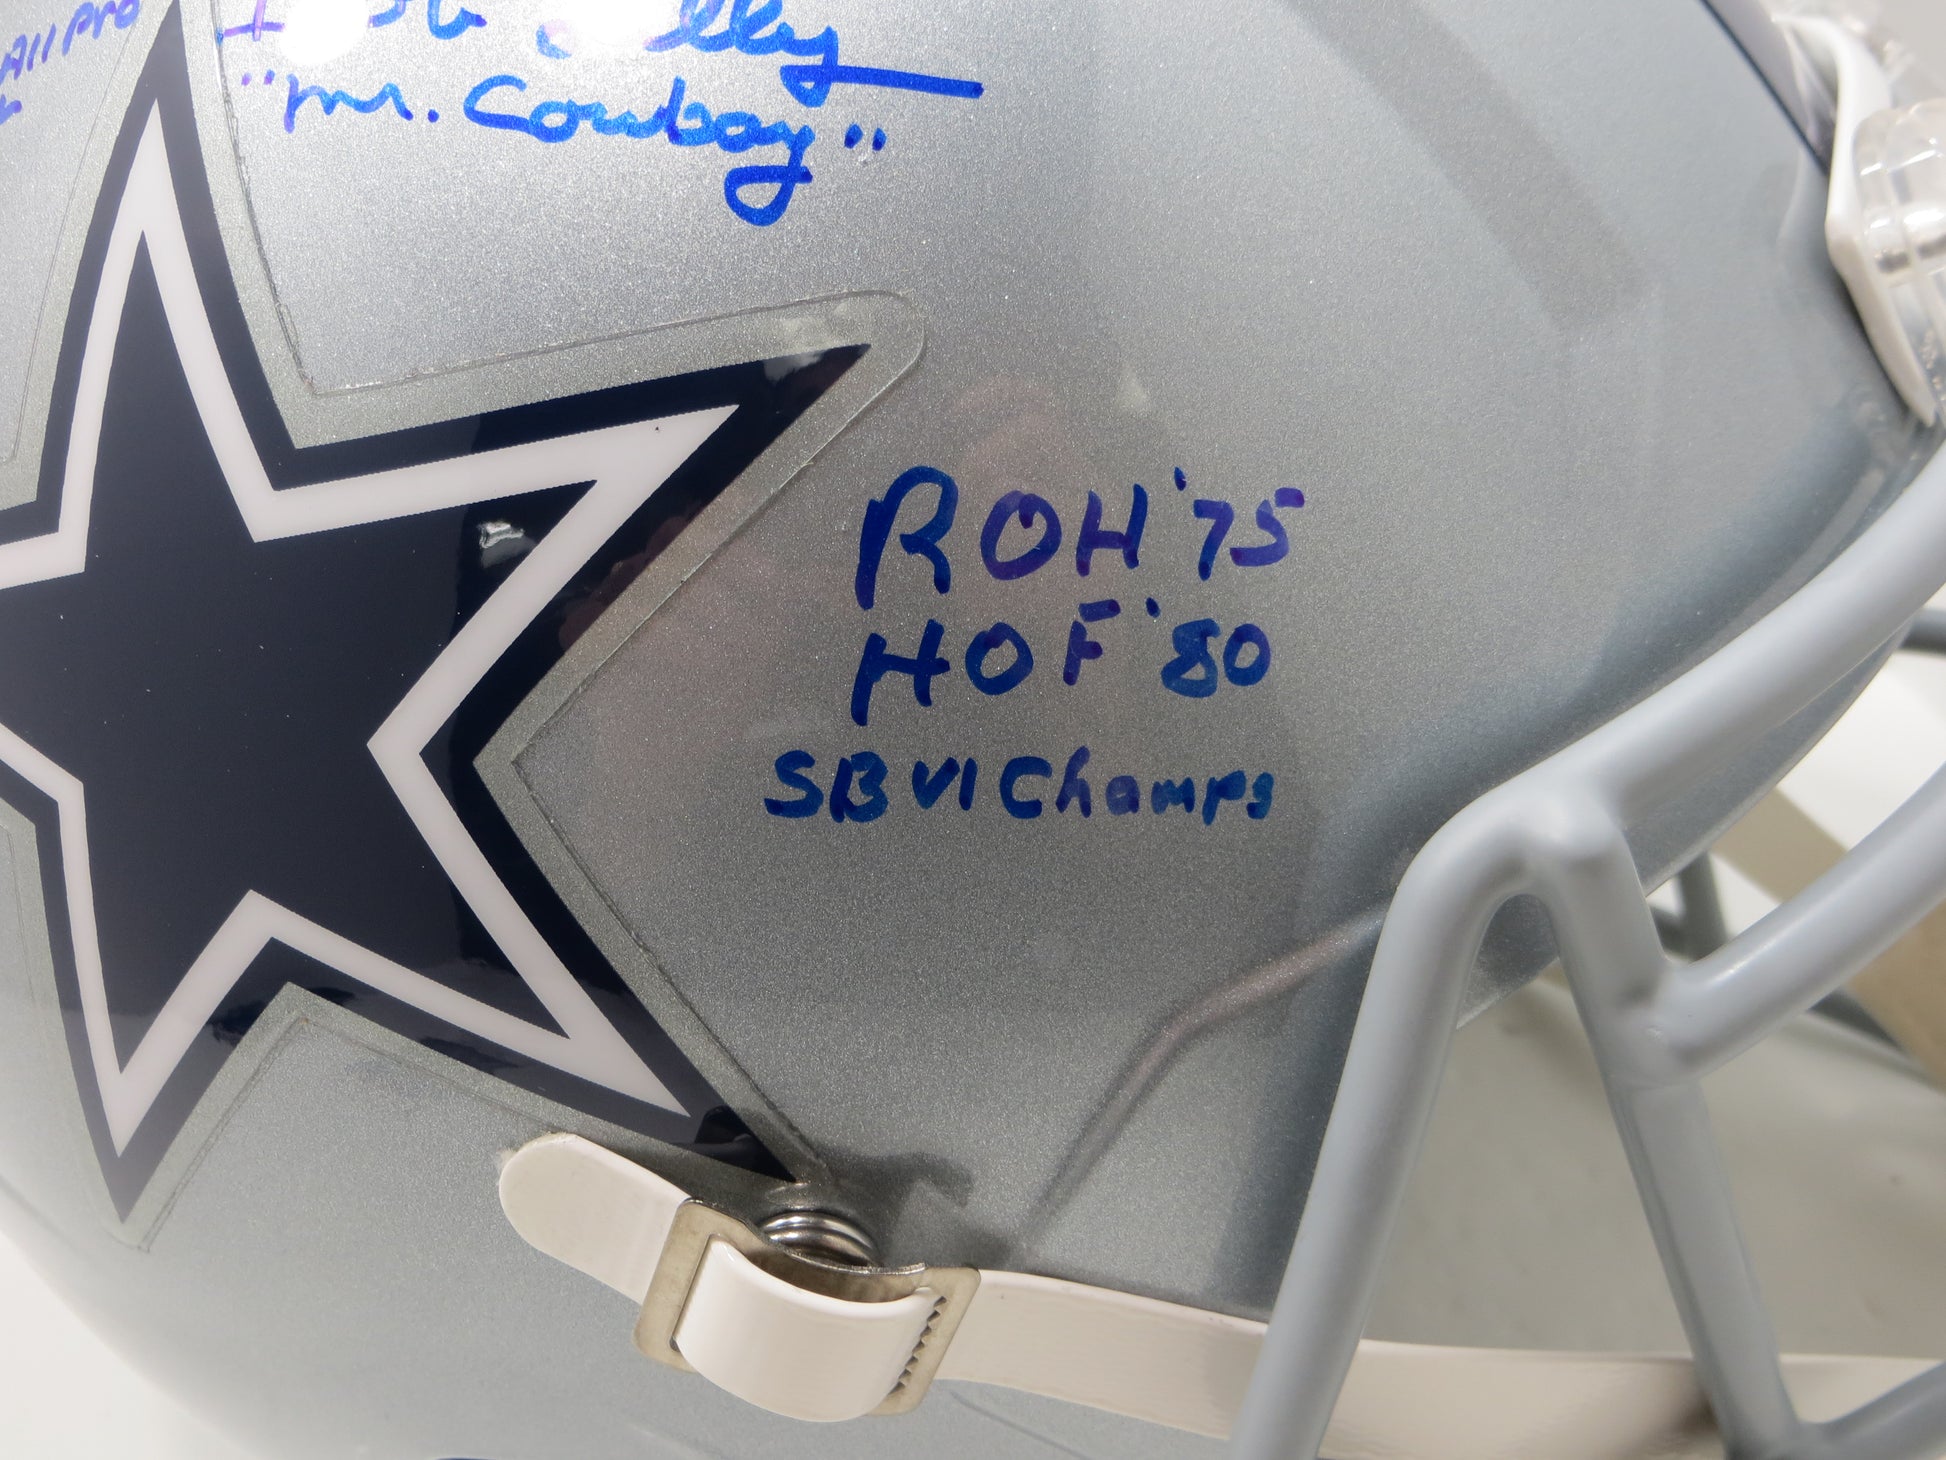 All Pro
"Mr. Cowboy"
ROH '75
HOF '80
SB VI Champs